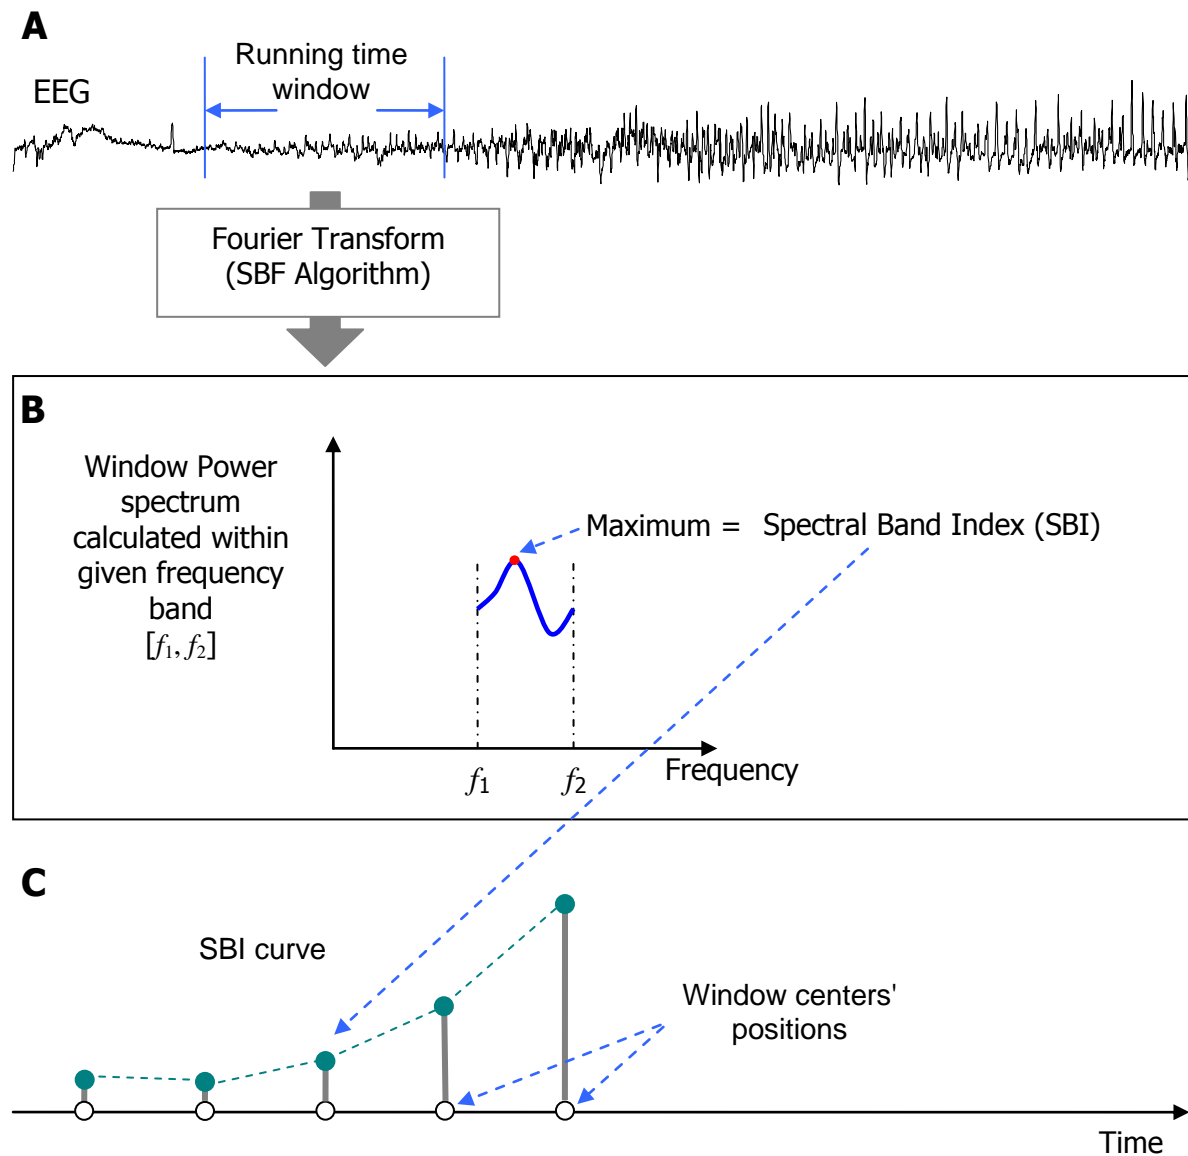 A
Running time
window
EEG
Fourier Transform
(SBF Algorithm)
B
Window Power
spectrum
calculated within
given frequency
band
[f₁, f₂]
Maximum = Spectral Band Index (SBI)
f1
f2
Frequency
C
SBI curve
Window centers'
positions
Time